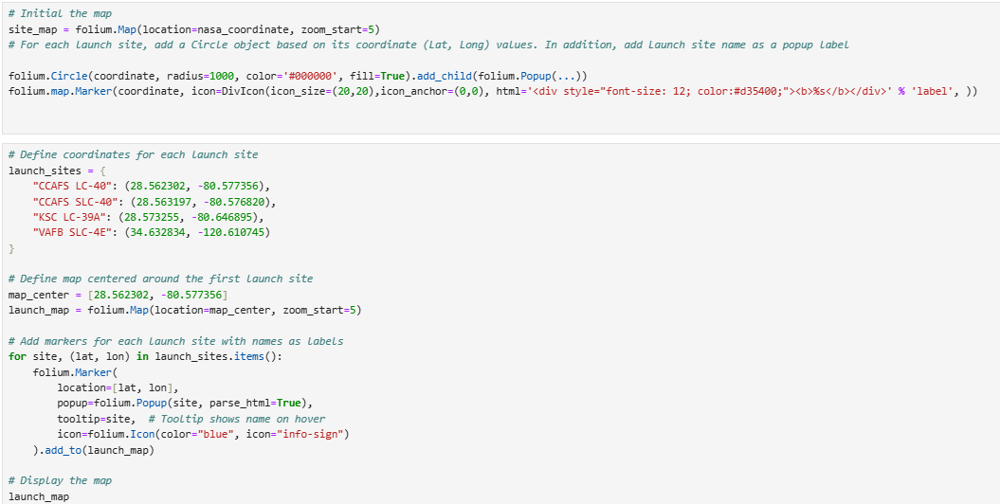 # Initial the map
site_map = folium.Map(location=nasa_coordinate, zoom_start=5)
# For each launch site, add a Circle object based on its coordinate (Lat, Long) values. In addition, add Launch site name as a popup label
folium.Circle(coordinate, radius=1000, color='#000000', fill=True).add_child(folium.Popup(...))
folium.map.Marker(coordinate, icon=DivIcon(icon_size=(20,20),icon_anchor=(0,0), html='<div style="font-size: 12; color:#d35400;"><b>%s</b></div>' % 'label', ))
# Define coordinates for each launch site
launch_sites = {
    "CCAFS LC-40": (28.562302, -80.577356),
    "CCAFS SLC-40": (28.563197, -80.576820),
    "KSC LC-39A": (28.573255, -80.646895),
    "VAFB SLC-4E": (34.632834, -120.610745)
}
# Define map centered around the first launch site
map_center = [28.562302, -80.577356]
launch_map = folium.Map(location=map_center, zoom_start=5)
# Add markers for each launch site with names as labels
for site, (lat, lon) in launch_sites.items():
    folium.Marker(
        location=[lat, lon],
        popup=folium.Popup(site, parse_html=True),
        tooltip=site,  # Tooltip shows name on hover
        icon=folium.Icon(color="blue", icon="info-sign")
    ).add_to(launch_map)
# Display the map
launch_map